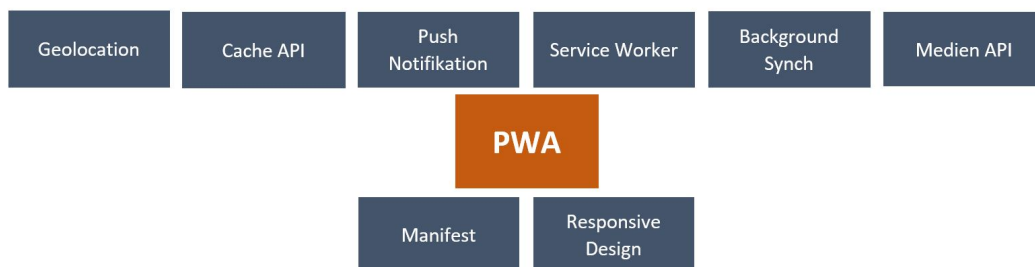 Geolocation
Cache API
Push
Notifikation
Service Worker
Background
Synch
Medien API
PWA
Manifest
Responsive
Design